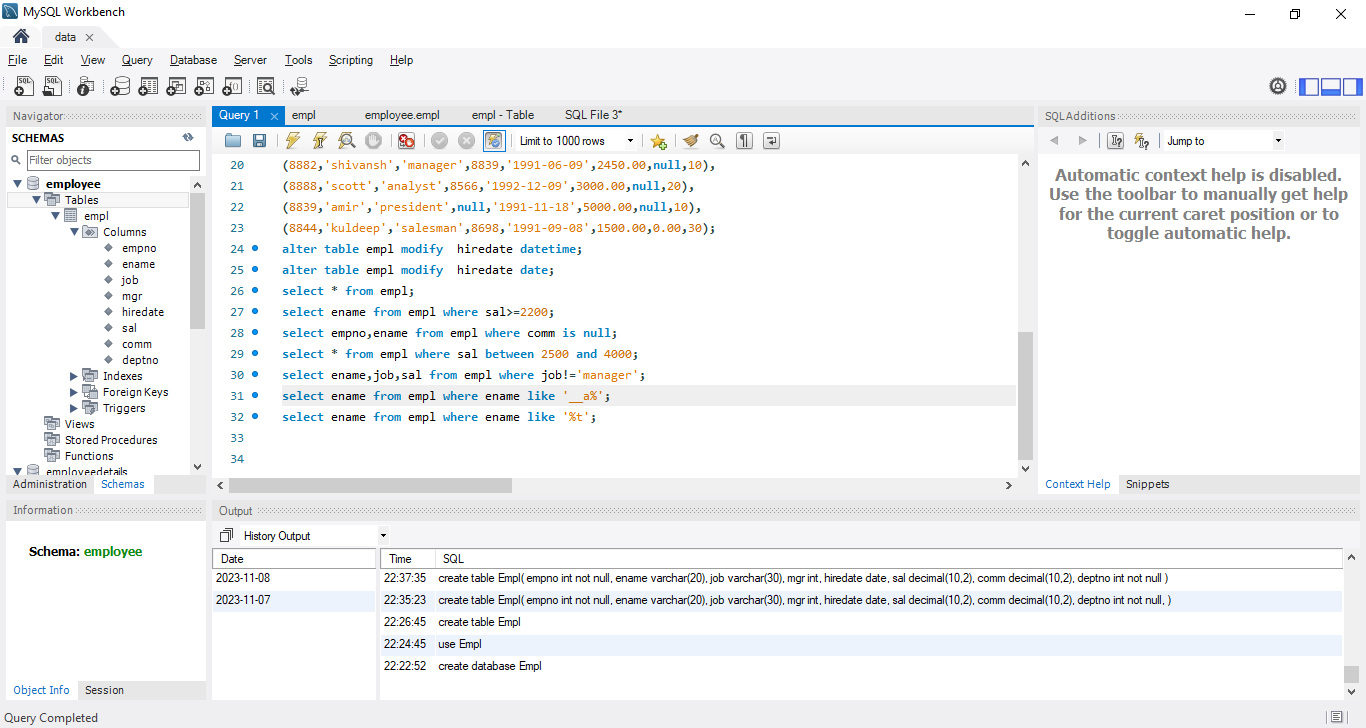 MySQL Workbench
data
File Edit View Query Database Server Tools Scripting Help
Navigator
SCHEMAS
Filter objects
employee
Tables
empl
Columns
empno
ename
job
mgr
hiredate
sal
comm
deptno
Indexes
Foreign Keys
Triggers
Views
Stored Procedures
Functions
employeedetails
Administration Schemas
Information
Schema: employee
Object Info Session
Query 1 empl employee.empl empl - Table SQL File 3*
Limit to 1000 rows
20 (8882,'shivansh','manager',8839,'1991-06-09',2450.00,null,10),
21 (8888,'scott','analyst',8566,'1992-12-09',3000.00,null,20),
22 (8839,'amir','president',null,'1991-11-18',5000.00,null,10),
23 (8844,'kuldeep','salesman',8698,'1991-09-08',1500.00,0.00,30);
24 alter table empl modify  hiredate datetime;
25 alter table empl modify  hiredate date;
26 select * from empl;
27 select ename from empl where sal>=2200;
28 select empno,ename from empl where comm is null;
29 select * from empl where sal between 2500 and 4000;
30 select ename,job,sal from empl where job!='manager';
31 select ename from empl where ename like '__a%';
32 select ename from empl where ename like '%t';
33
34
SQLAdditions
Jump to
Automatic context help is disabled.
Use the toolbar to manually get help
for the current caret position or to
toggle automatic help.
Context Help Snippets
Output
History Output
Date Time SQL
2023-11-08 22:37:35 create table Empl( empno int not null, ename varchar(20), job varchar(30), mgr int, hiredate date, sal decimal(10,2), comm decimal(10,2), deptno int not null )
2023-11-07 22:35:23 create table Empl( empno int not null, ename varchar(20), job varchar(30), mgr int, hiredate date, sal decimal(10,2), comm decimal(10,2), deptno int not null, )
22:26:45 create table Empl
22:24:45 use Empl
22:22:52 create database Empl
Query Completed